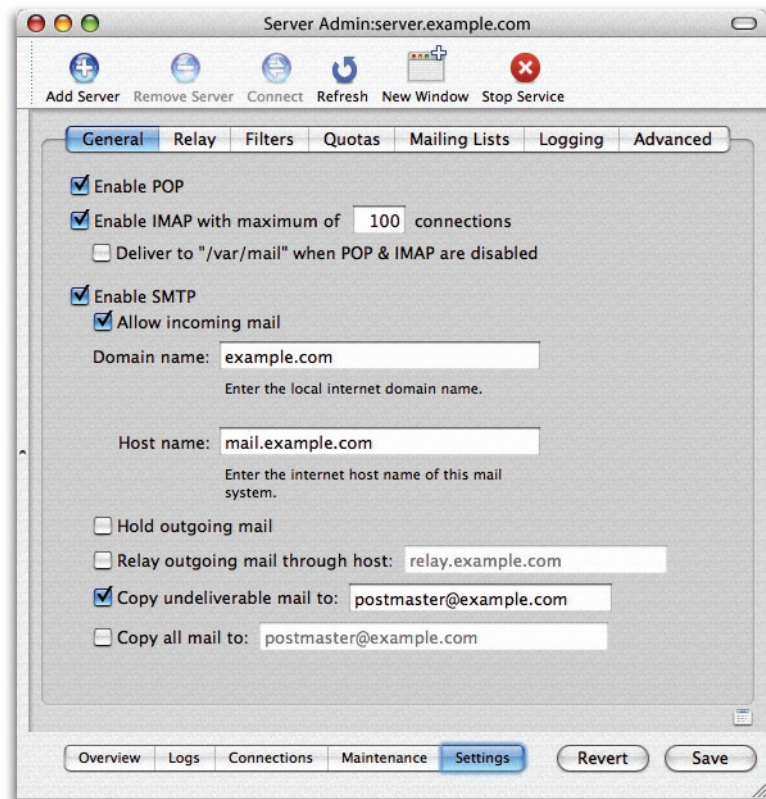 Server Admin:server.example.com
Add Server Remove Server Connect Refresh New Window Stop Service
General Relay Filters Quotas Mailing Lists Logging Advanced
Enable POP
Enable IMAP with maximum of 100 connections
Deliver to "/var/mail" when POP & IMAP are disabled
Enable SMTP
Allow incoming mail
Domain name: example.com
Enter the local internet domain name.
Host name: mail.example.com
Enter the internet host name of this mail
system.
Hold outgoing mail
Relay outgoing mail through host: relay.example.com
Copy undeliverable mail to: postmaster@example.com
Copy all mail to: postmaster@example.com
Overview Logs Connections Maintenance Settings Revert Save